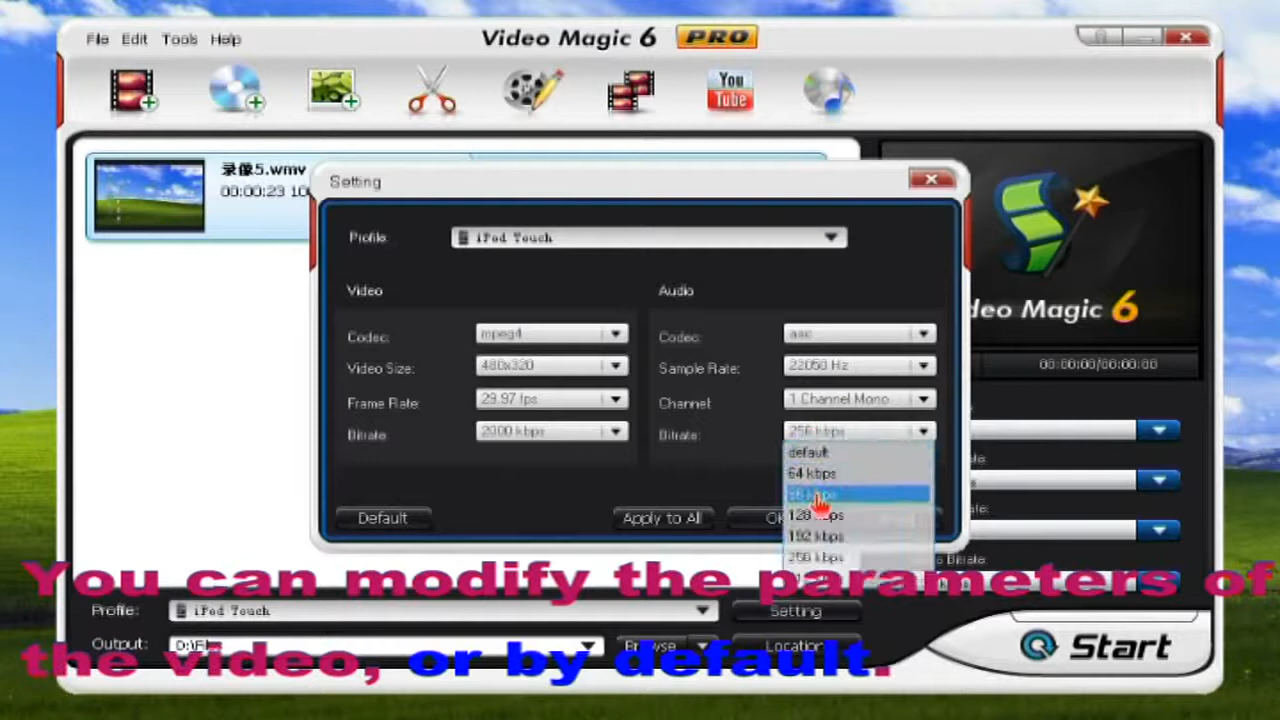 File Edit Tools Help
Video Magic 6 PRO
You Tube
录像5.wmv
00:00:23
Setting
Profile: iPod Touch
Video
Audio
Codec: mpeg4
Codec: aac
Video Size: 480x320
Sample Rate: 22050 Hz
Frame Rate: 29.97 fps
Channel: 1 Channel Mono
Bitrate: 2000 kbps
Bitrate: 256 kbps
default
64 kbps
128 kbps
192 kbps
256 kbps
Default
Apply to All
deo Magic 6
00:00:00/00:00:00
Bitrate:
You can modify the parameters of
the video, or by default.
Profile: iPod Touch
Setting
Output:
Browse
Location
Start